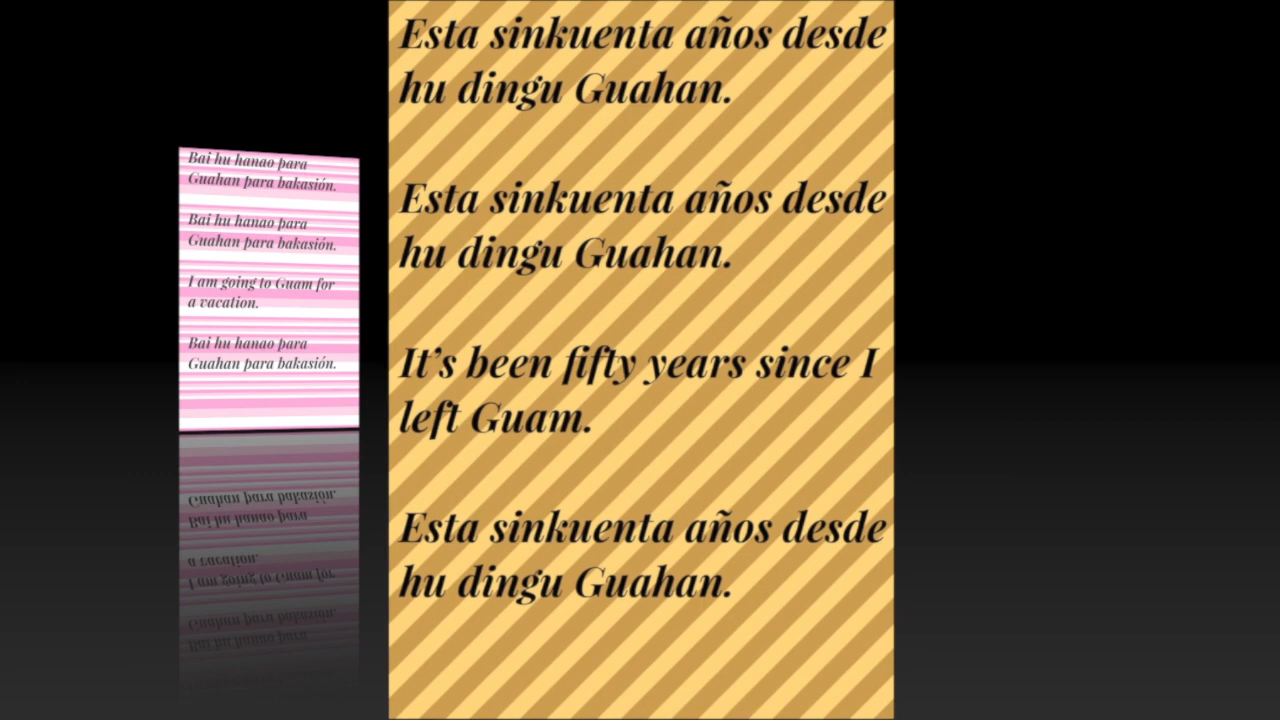 Bai hu hanao para
Guahan para bakasión.
Bai hu hanao para
Guahan para bakasión.
I am going to Guam for
a vacation.
Bai hu hanao para
Guahan para bakasión.
Esta sinkuenta años desde
hu dingu Guahan.
Esta sinkuenta años desde
hu dingu Guahan.
It’s been fifty years since I
left Guam.
Esta sinkuenta años desde
hu dingu Guahan.